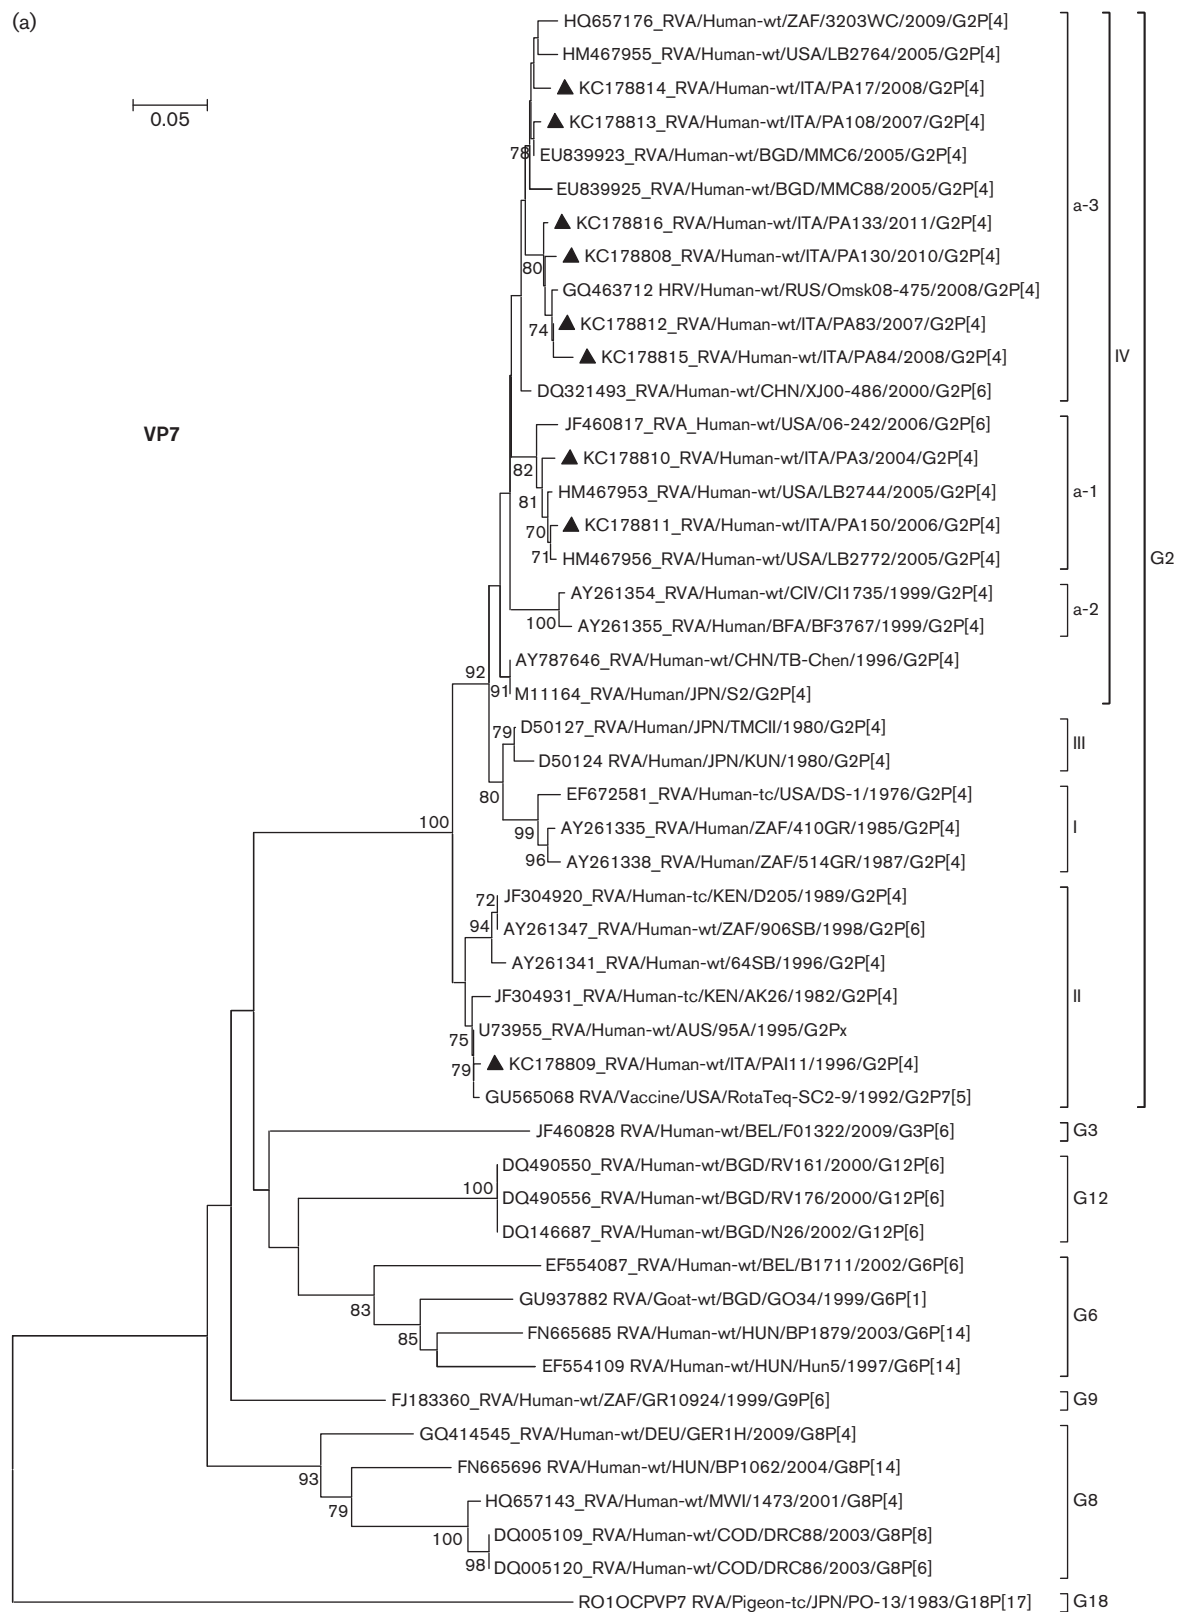 (a)
HQ657176_RVA/Human-wt/ZAF/3203WC/2009/G2P[4]
HM467955_RVA/Human-wt/USA/LB2764/2005/G2P[4]
▲ KC178814_RVA/Human-wt/ITA/PA17/2008/G2P[4]
0.05
▲ KC178813_RVA/Human-wt/ITA/PA108/2007/G2P[4]
78
EU839923_RVA/Human-wt/BGD/MMC6/2005/G2P[4]
EU839925_RVA/Human-wt/BGD/MMC88/2005/G2P[4]
a-3
▲ KC178816_RVA/Human-wt/ITA/PA133/2011/G2P[4]
▲ KC178808_RVA/Human-wt/ITA/PA130/2010/G2P[4]
80
GQ463712 HRV/Human-wt/RUS/Omsk08-475/2008/G2P[4]
▲ KC178812_RVA/Human-wt/ITA/PA83/2007/G2P[4]
74
▲ KC178815_RVA/Human-wt/ITA/PA84/2008/G2P[4]
IV
DQ321493_RVA/Human-wt/CHN/XJ00-486/2000/G2P[6]
JF460817_RVA_Human-wt/USA/06-242/2006/G2P[6]
VP7
▲ KC178810_RVA/Human-wt/ITA/PA3/2004/G2P[4]
82
HM467953_RVA/Human-wt/USA/LB2744/2005/G2P[4]
a-1
81
▲ KC178811_RVA/Human-wt/ITA/PA150/2006/G2P[4]
70
HM467956_RVA/Human-wt/USA/LB2772/2005/G2P[4]
71
G2
AY261354_RVA/Human-wt/CIV/CI1735/1999/G2P[4]
a-2
100
AY261355_RVA/Human/BFA/BF3767/1999/G2P[4]
AY787646_RVA/Human-wt/CHN/TB-Chen/1996/G2P[4]
92
91
M11164_RVA/Human/JPN/S2/G2P[4]
D50127_RVA/Human/JPN/TMCII/1980/G2P[4]
79
III
D50124 RVA/Human/JPN/KUN/1980/G2P[4]
80
EF672581_RVA/Human-tc/USA/DS-1/1976/G2P[4]
100
99
AY261335_RVA/Human/ZAF/410GR/1985/G2P[4]
I
96
AY261338_RVA/Human/ZAF/514GR/1987/G2P[4]
72
JF304920_RVA/Human-tc/KEN/D205/1989/G2P[4]
94
AY261347_RVA/Human-wt/ZAF/906SB/1998/G2P[6]
AY261341_RVA/Human-wt/64SB/1996/G2P[4]
JF304931_RVA/Human-tc/KEN/AK26/1982/G2P[4]
II
75
U73955_RVA/Human-wt/AUS/95A/1995/G2Px
79
▲ KC178809_RVA/Human-wt/ITA/PAI11/1996/G2P[4]
GU565068 RVA/Vaccine/USA/RotaTeq-SC2-9/1992/G2P7[5]
JF460828 RVA/Human-wt/BEL/F01322/2009/G3P[6]
G3
DQ490550_RVA/Human-wt/BGD/RV161/2000/G12P[6]
100
DQ490556_RVA/Human-wt/BGD/RV176/2000/G12P[6]
G12
DQ146687_RVA/Human-wt/BGD/N26/2002/G12P[6]
EF554087_RVA/Human-wt/BEL/B1711/2002/G6P[6]
83
GU937882 RVA/Goat-wt/BGD/GO34/1999/G6P[1]
G6
85
FN665685 RVA/Human-wt/HUN/BP1879/2003/G6P[14]
EF554109 RVA/Human-wt/HUN/Hun5/1997/G6P[14]
FJ183360_RVA/Human-wt/ZAF/GR10924/1999/G9P[6]
G9
GQ414545_RVA/Human-wt/DEU/GER1H/2009/G8P[4]
93
FN665696 RVA/Human-wt/HUN/BP1062/2004/G8P[14]
79
HQ657143_RVA/Human-wt/MWI/1473/2001/G8P[4]
G8
100
DQ005109_RVA/Human-wt/COD/DRC88/2003/G8P[8]
98
DQ005120_RVA/Human-wt/COD/DRC86/2003/G8P[6]
RO1OCPVP7 RVA/Pigeon-tc/JPN/PO-13/1983/G18P[17]
G18